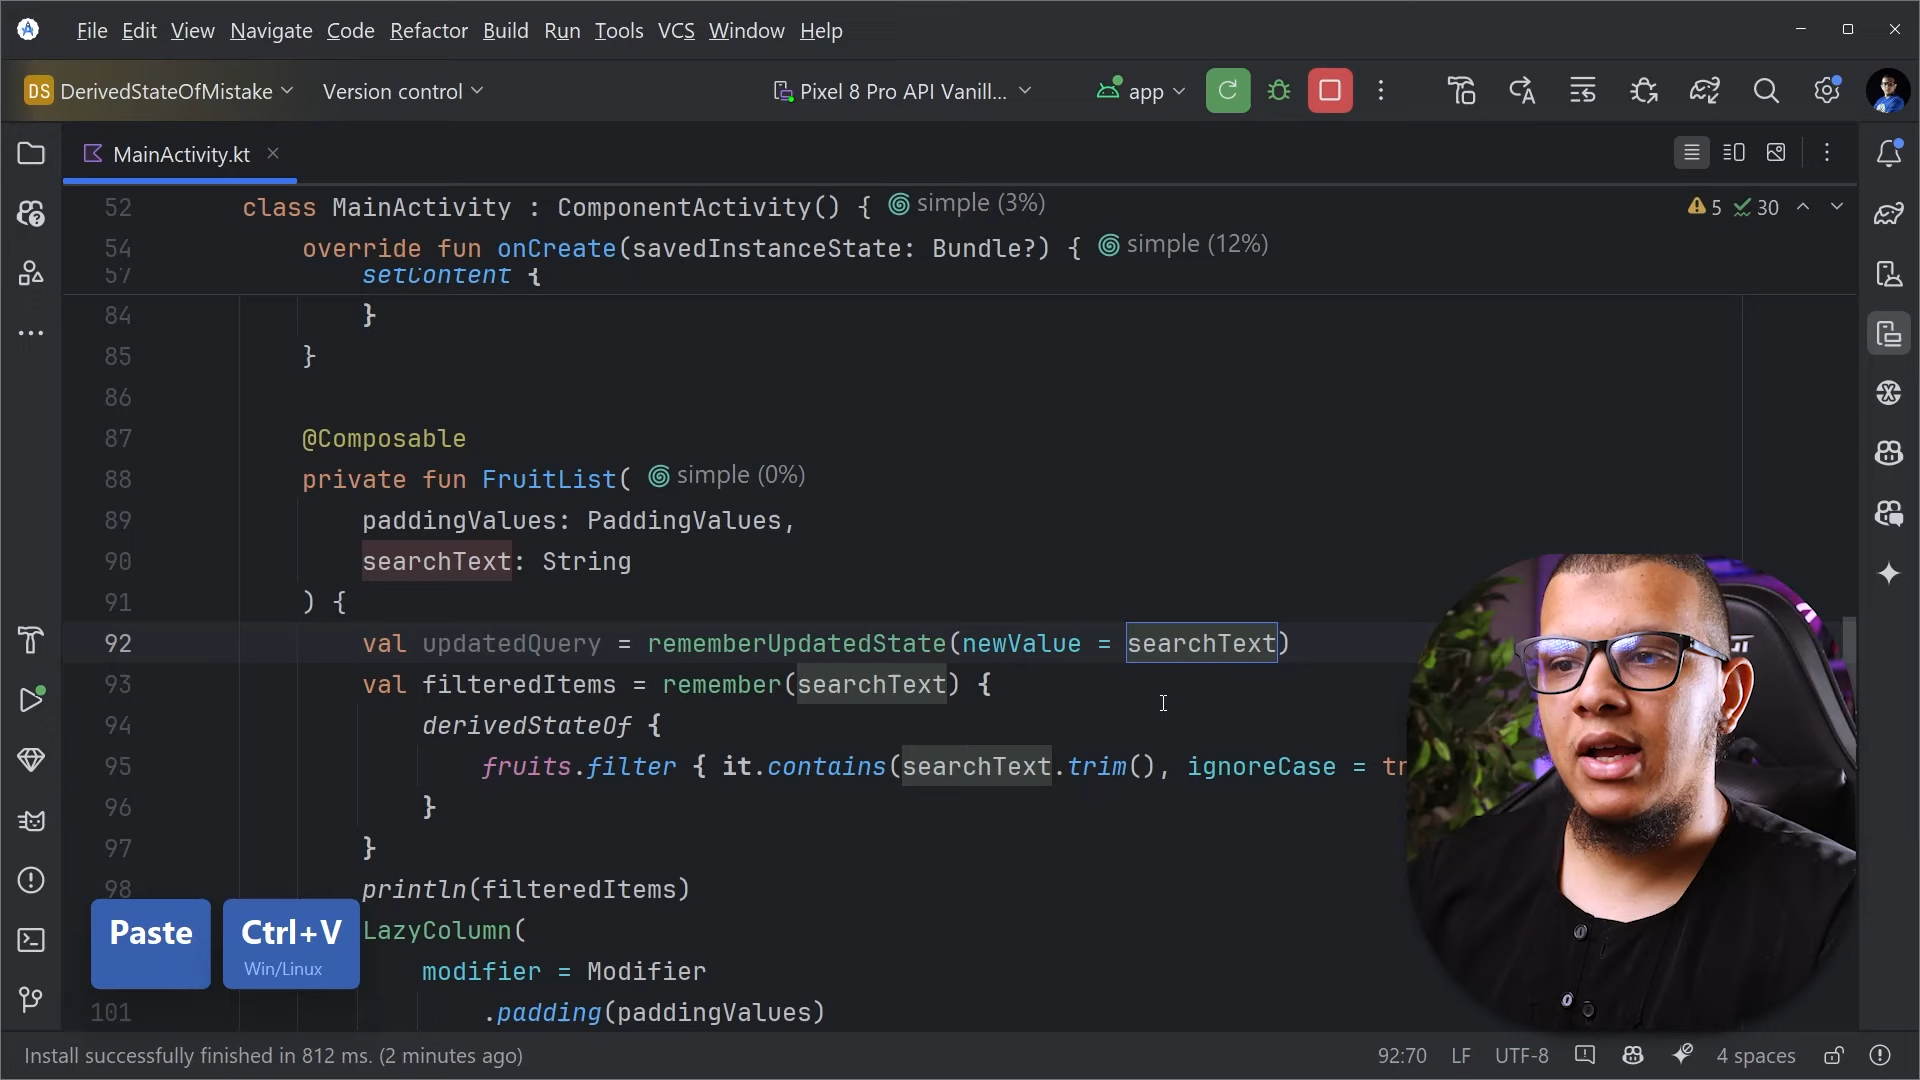 File Edit View Navigate Code Refactor Build Run Tools VCS Window Help
DS DerivedStateOfMistake Version control Pixel 8 Pro API Vanill... app
MainActivity.kt
52 class MainActivity : ComponentActivity() { simple (3%) 5 30
54 override fun onCreate(savedInstanceState: Bundle?) { simple (12%)
57 setContent {
84 }
85 }
86
87 @Composable
88 private fun FruitList( simple (0%)
89 paddingValues: PaddingValues,
90 searchText: String
91 ) {
92 val updatedQuery = rememberUpdatedState(newValue = searchText)
93 val filteredItems = remember(searchText) {
94 derivedStateOf {
95 fruits.filter { it.contains(searchText.trim(), ignoreCase = tr
96 }
97 }
98 println(filteredItems)
LazyColumn(
modifier = Modifier
101 .padding(paddingValues)
Paste Ctrl+V
Win/Linux
Install successfully finished in 812 ms. (2 minutes ago) 92:70 LF UTF-8 4 spaces